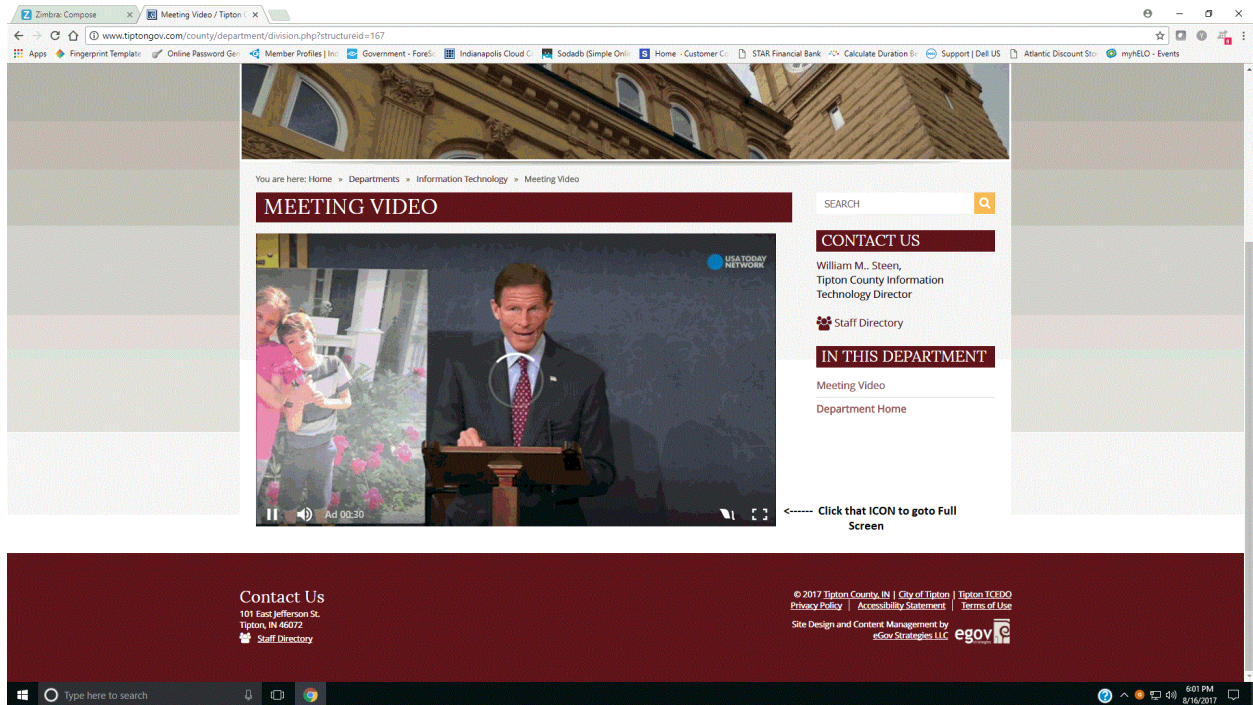 Zimbra: Compose
Meeting Video / Tipton C
www.tiptongov.com/county/department/division.php?structureid=167
Apps Fingerprint Template Online Password Gen Member Profiles | Ind Government - ForeSc Indianapolis Cloud C Sodadb (Simple Onlin S Home - Customer Co STAR Financial Bank Calculate Duration Be Support | Dell US Atlantic Discount Sto myhELO - Events
You are here: Home » Departments » Information Technology » Meeting Video
MEETING VIDEO
SEARCH
USA TODAY
NETWORK
CONTACT US
William M.. Steen,
Tipton County Information
Technology Director
Staff Directory
IN THIS DEPARTMENT
Meeting Video
Department Home
Ad 00:30
<------ Click that ICON to goto Full
Screen
Contact Us
101 East Jefferson St.
Tipton, IN 46072
Staff Directory
© 2017 Tipton County, IN | City of Tipton | Tipton TCEDO
Privacy Policy | Accessibility Statement | Terms of Use
Site Design and Content Management by
eGov Strategies LLC
egov
strategies
Type here to search
6:01 PM
8/16/2017